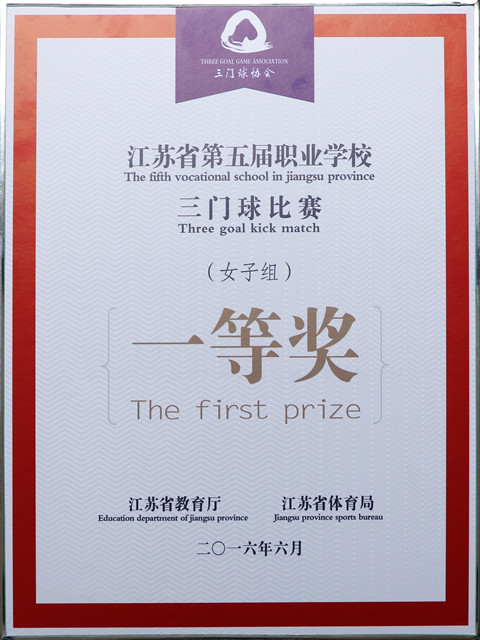 THREE GOAL GAME ASSOCIATION
三门球协会
江苏省第五届职业学校
The fifth vocational school in jiangsu province
三门球比赛
Three goal kick match
（女子组）
一等奖
The first prize
江苏省教育厅 江苏省体育局
Education department of jiangsu province Jiangsu province sports bureau
二〇一六年六月